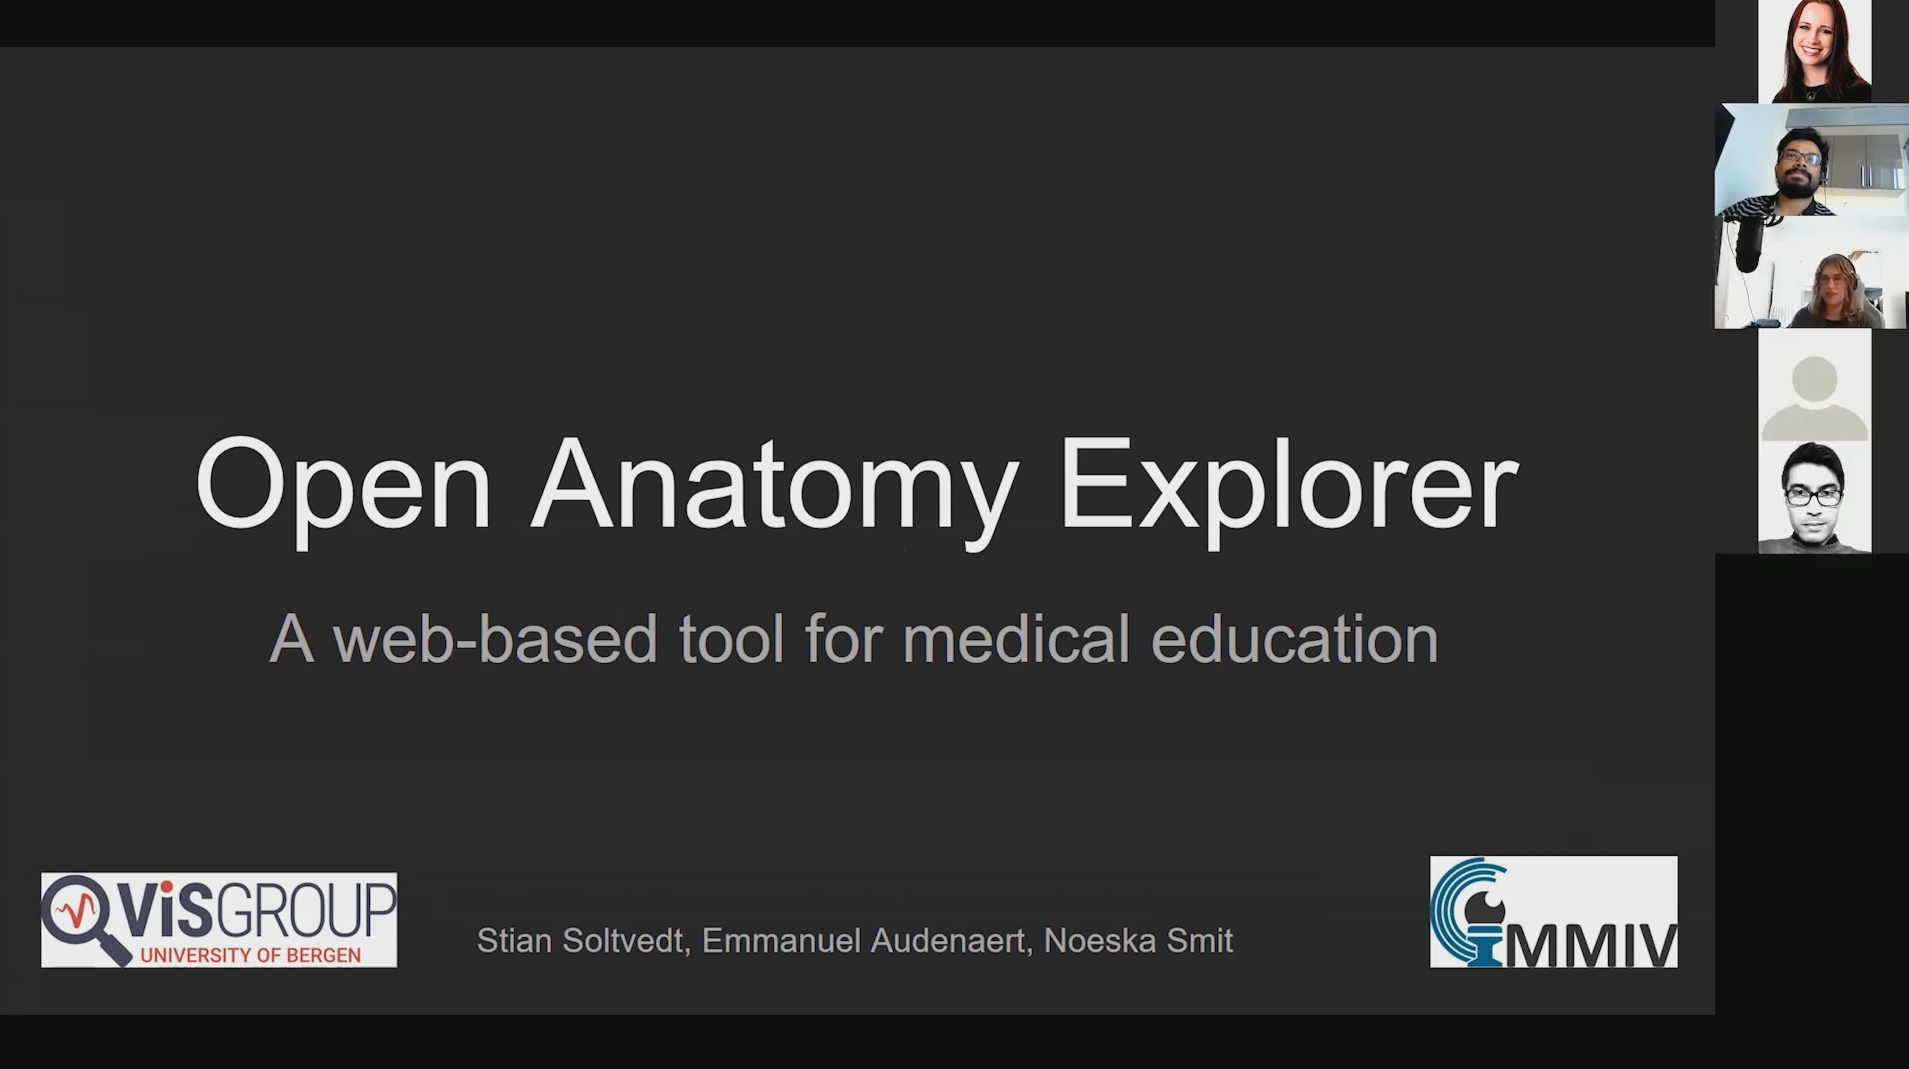 Open Anatomy Explorer
A web-based tool for medical education
ViSGROUP
UNIVERSITY OF BERGEN
Stian Soltvedt, Emmanuel Audenaert, Noeska Smit
MMIV